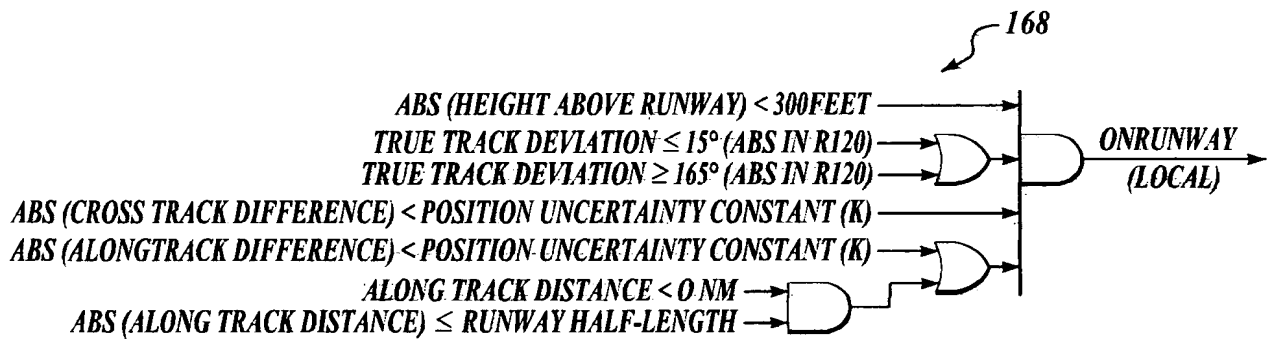 168
ABS (HEIGHT ABOVE RUNWAY) < 300FEET
TRUE TRACK DEVIATION ≤ 15° (ABS IN R120)
TRUE TRACK DEVIATION ≥ 165° (ABS IN R120)
ONRUNWAY
(LOCAL)
ABS (CROSS TRACK DIFFERENCE) < POSITION UNCERTAINTY CONSTANT (K)
ABS (ALONGTRACK DIFFERENCE) < POSITION UNCERTAINTY CONSTANT (K)
ALONG TRACK DISTANCE < 0 NM
ABS (ALONG TRACK DISTANCE) ≤ RUNWAY HALF-LENGTH